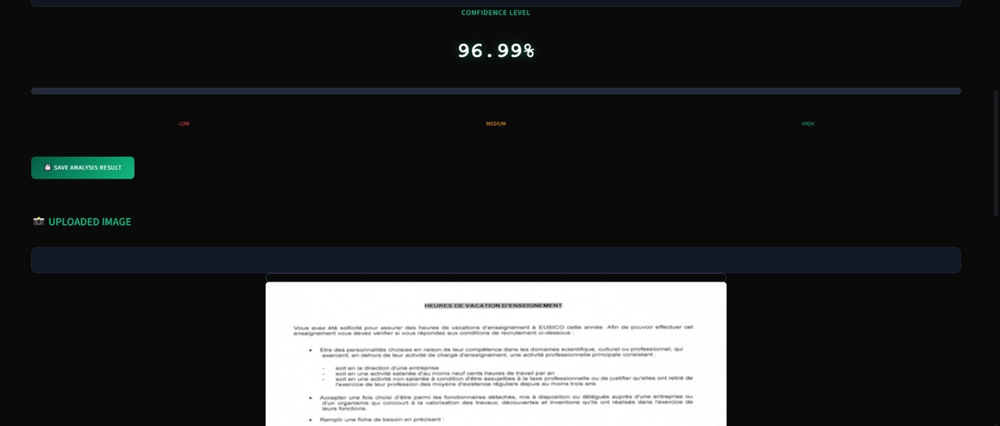 CONFIDENCE LEVEL
96.99%
LOW
MEDIUM
HIGH
SAVE ANALYSIS RESULT
UPLOADED IMAGE
HEURES DE VACATION D'ENSEIGNEMENT
Vous avez été sollicité pour assurer des heures de vacations d'enseignement à EUSICO cette année. Afin de pouvoir effectuer cet
enseignement vous devez vérifier si vous répondez aux conditions de recrutement ci-dessous :
• Etre des personnalités choisies en raison de leur compétence dans les domaines scientifique, culturel ou professionnel, qui
exercent, en dehors de leur activité de chargé d'enseignement, une activité professionnelle principale consistant :
- soit en la direction d'une entreprise
- soit en une activité salariée d'au moins neuf cents heures de travail par an
- soit en une activité non salariée à condition d'être assujetties à la taxe professionnelle ou de justifier qu'elles ont retiré de
l'exercice de leur profession des moyens d'existence réguliers depuis au moins trois ans.
• Accepter une fois choisi d'être parmi les fonctionnaires détachés, mis à disposition ou délégués auprès d'une entreprise ou
d'un organisme qui concourt à la valorisation des travaux, découvertes et inventions qu'ils ont réalisés dans l'exercice de
leurs fonctions.
• Remplir une fiche de besoin en précisant :